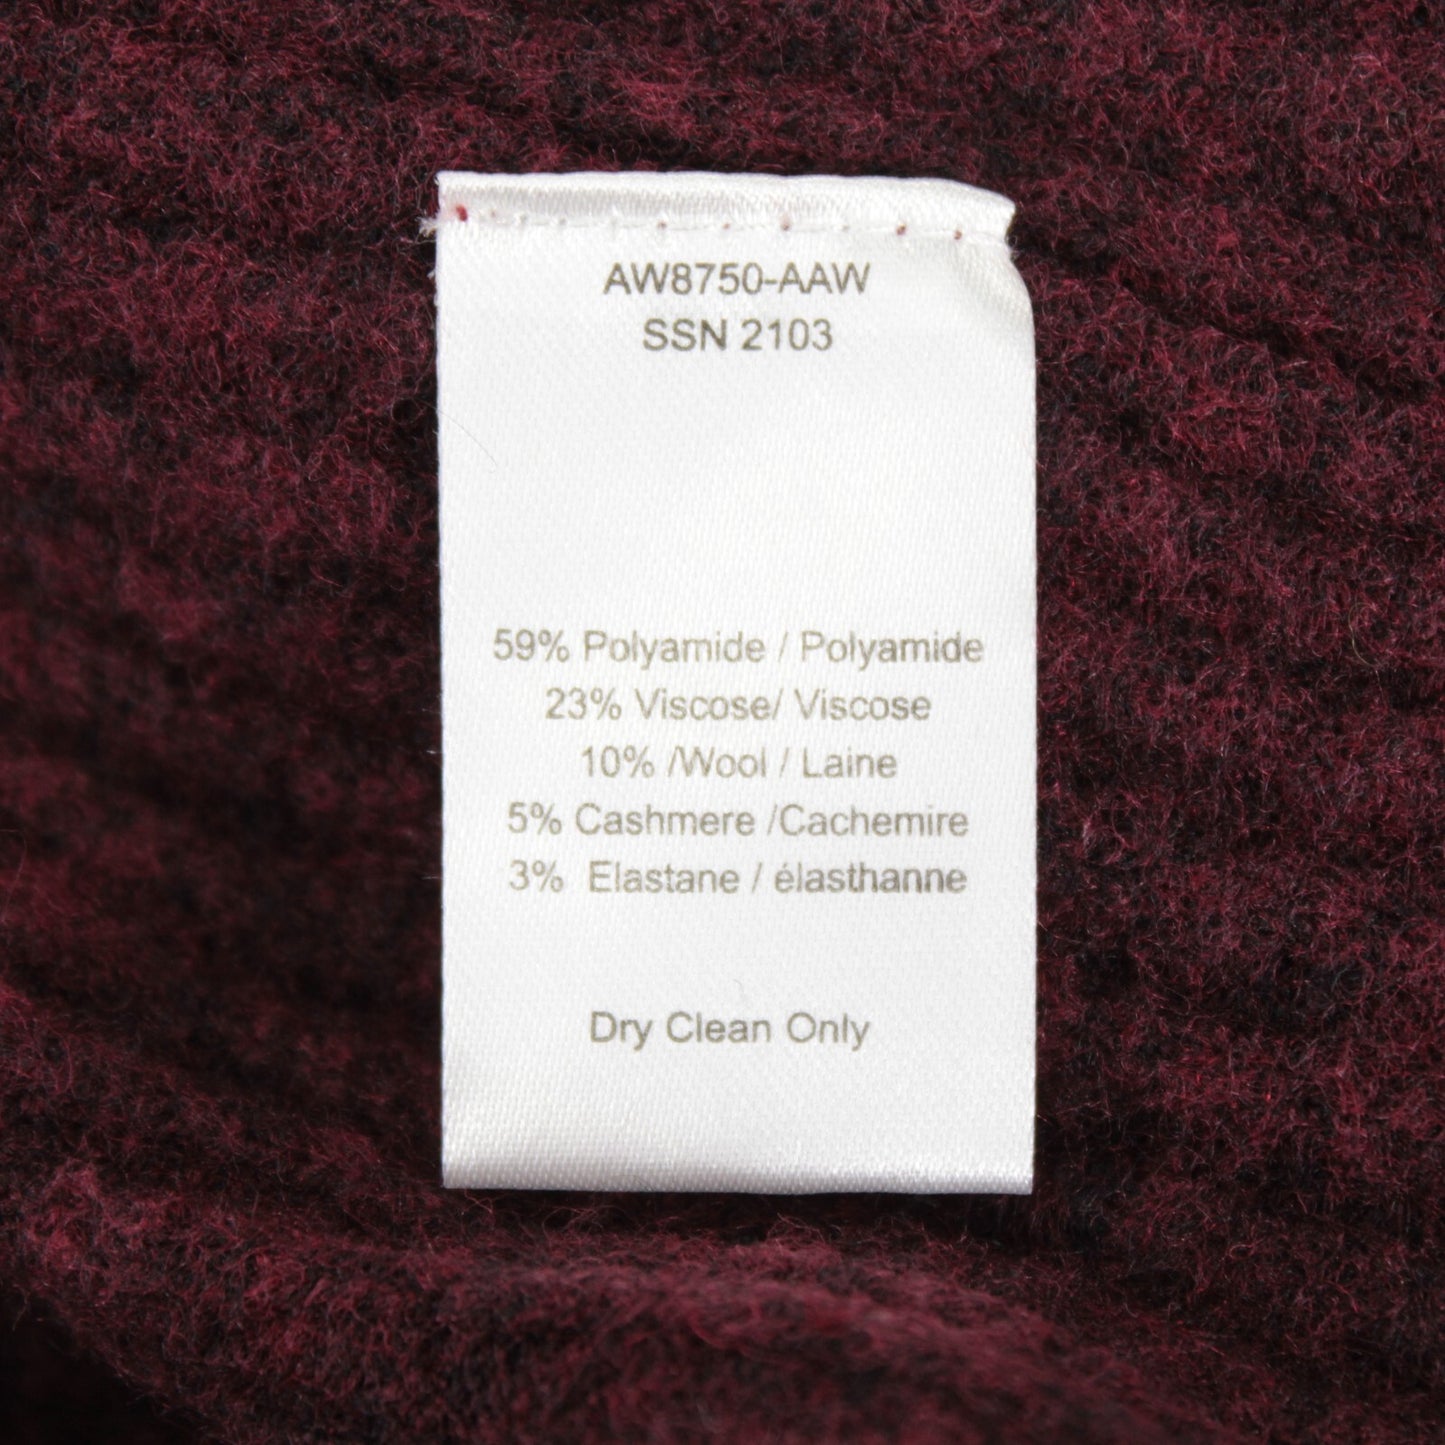 AW8750-AAW
SSN 2103
59% Polyamide / Polyamide
23% Viscose/ Viscose
10% /Wool / Laine
5% Cashmere /Cachemire
3% Elastane / élasthanne
Dry Clean Only